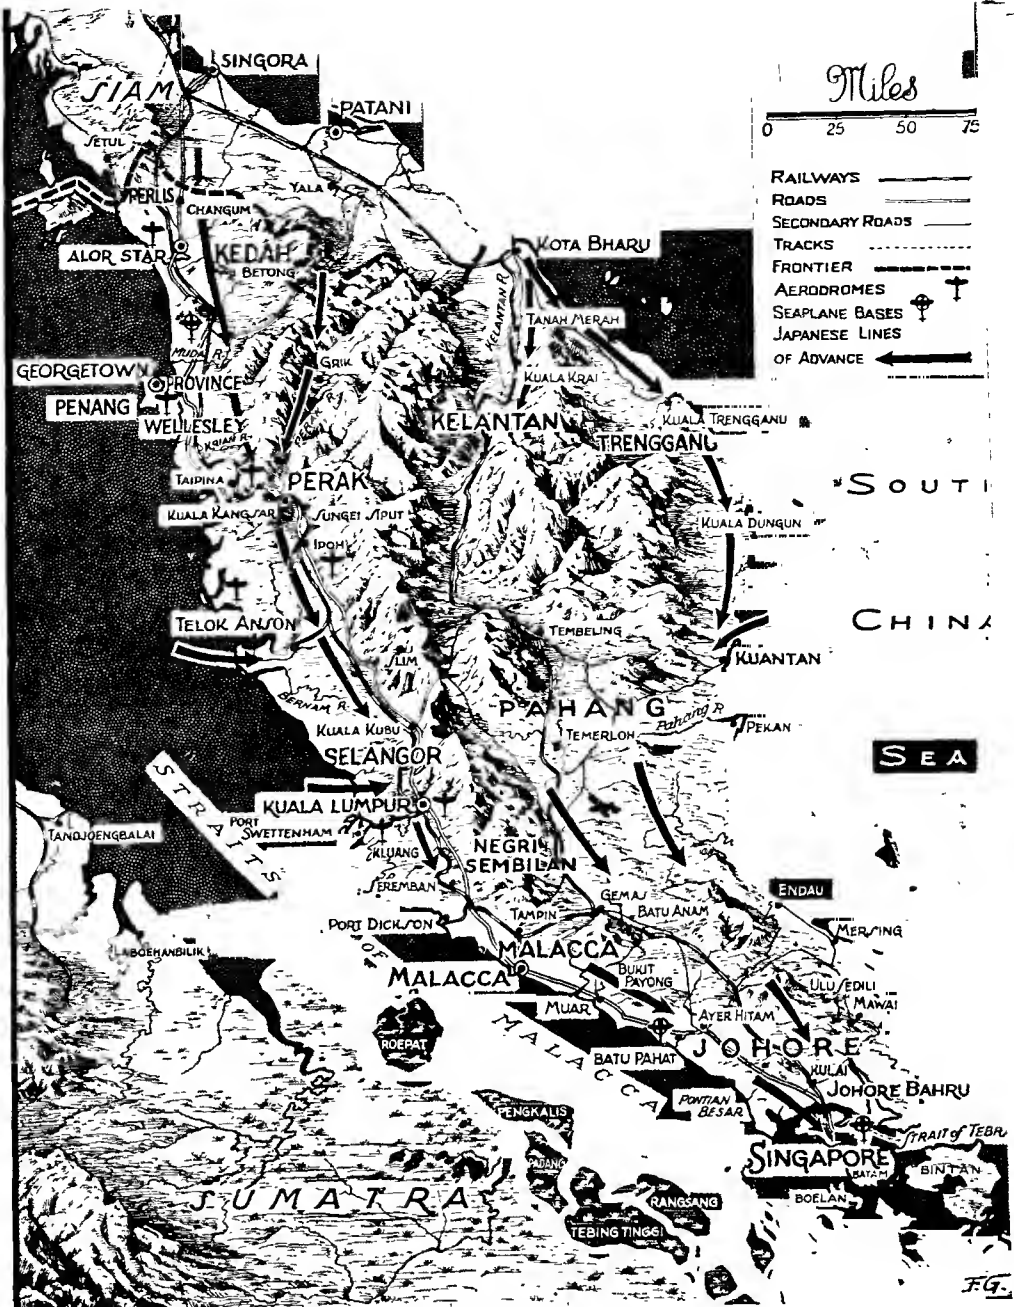 SINGORA
SIAM
PATANI
SETUL
YALA
PERLIS
CHANGUM
ALOR STAR
KEDAH
BETONG
KOTA BHARU
KELANTAN R.
TANAH MERAH
MUDA R.
GEORGETOWN
PENANG
PROVINCE
WELLESLEY
GRIK
KRIAN R.
KUALA KRAI
KELANTAN
KUALA TRENGGANU
TRENGGANU
TAIPINA
PERAK
KUALA KANGSAR
SUNGEI SIPUT
IPOH
KUALA DUNGUN
TELOK ANSON
TEMBELING
SLIM
KUANTAN
BERNAM R.
PAHANG
Pahang R
PEKAN
KUALA KUBU
TEMERLOH
SELANGOR
KUALA LUMPUR
PORT
SWETTENHAM
KLUANG
NEGRI
SEMBILAN
SEREMBAN
GEMAS
TAMPIN
BATU ANAM
ENDAU
MERSING
PORT DICKSON
MALACCA
MALACCA
BUKIT
PAYONG
ULU SEDILI
MAWAI
MUAR
AYER HITAM
BATU PAHAT
JOHORE
KULAI
JOHORE BAHRU
PONTIAN
BESAR
STRAIT of TEBR
SINGAPORE
BATAM
BINTAN
BOELAN
STRAITS
OF
MALACCA
TANDJOENGBALAI
LABOEHANBILIK
ROEPAT
PENGKALIS
PADANG
RANGSANG
TEBING TINGGI
SUMATRA
SOUT
CHINA
SEA
Miles
0 25 50 75
RAILWAYS
ROADS
SECONDARY ROADS
TRACKS
FRONTIER
AERODROMES
SEAPLANE BASES
JAPANESE LINES
OF ADVANCE
F.G.